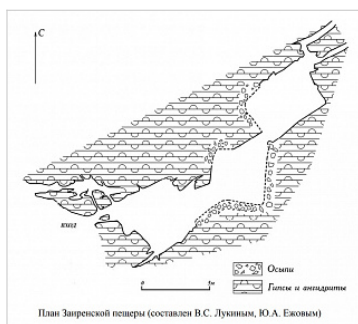 С
вход
Осыпи
Гипсы и ангидриты
План Заиренской пещеры (составлен В.С. Лукиным, Ю.А. Ежовым)